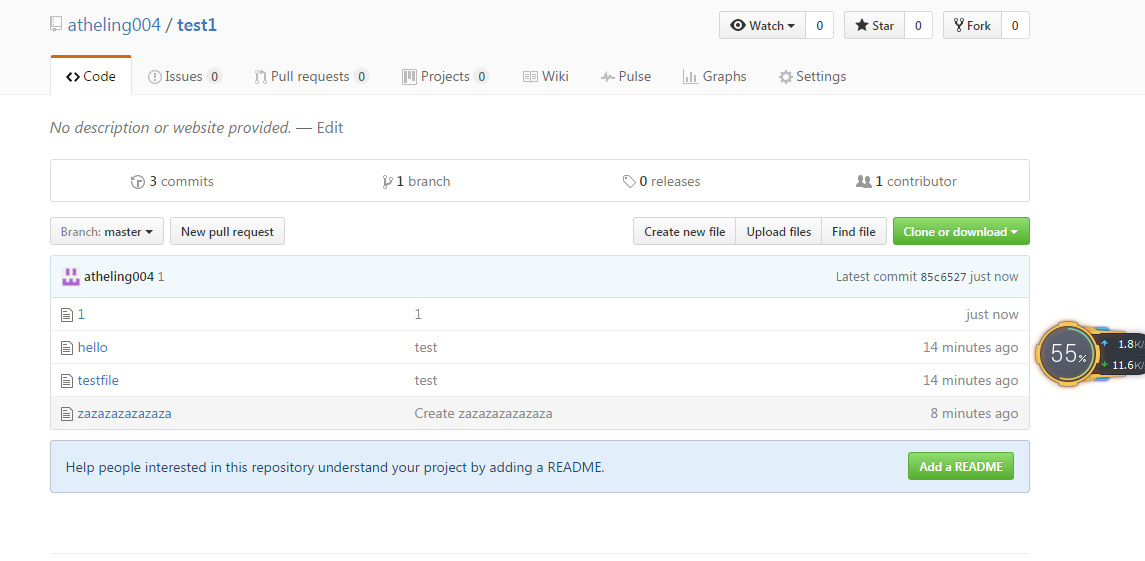 atheling004 / test1
Watch 0 Star 0 Fork 0
Code Issues 0 Pull requests 0 Projects 0 Wiki Pulse Graphs Settings
No description or website provided. — Edit
3 commits 1 branch 0 releases 1 contributor
Branch: master New pull request Create new file Upload files Find file Clone or download
atheling004 1 Latest commit 85c6527 just now
1 1 just now
hello test 14 minutes ago
testfile test 14 minutes ago
zazazazazazaza Create zazazazazazaza 8 minutes ago
55% 1.8K/
11.6K/
Help people interested in this repository understand your project by adding a README. Add a README